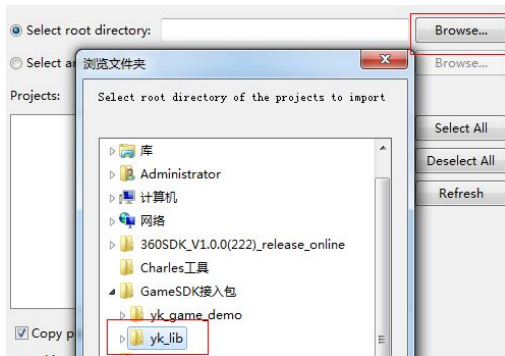 Select root directory:
Browse...
Select a
浏览文件夹
Browse...
Projects:
Select root directory of the projects to import
Select All
库
Deselect All
Administrator
计算机
Refresh
网络
360SDK_V1.0.0(222)_release_online
Charles工具
GameSDK接入包
yk_game_demo
Copy p
yk_lib